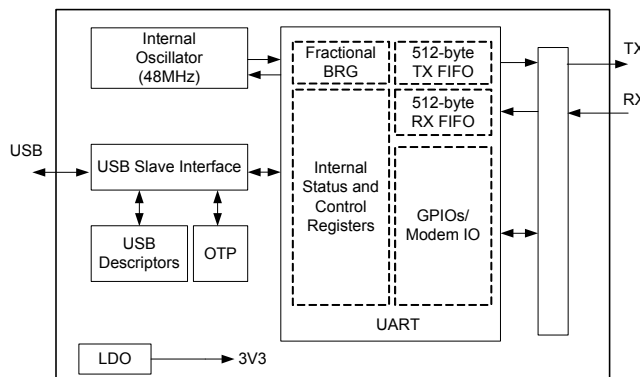 Internal
Oscillator
(48MHz)
Fractional
BRG
512-byte
TX FIFO
512-byte
RX FIFO
TX
RX
USB
USB Slave Interface
Internal
Status and
Control
Registers
GPIOs/
Modem IO
USB
Descriptors
OTP
UART
LDO
3V3